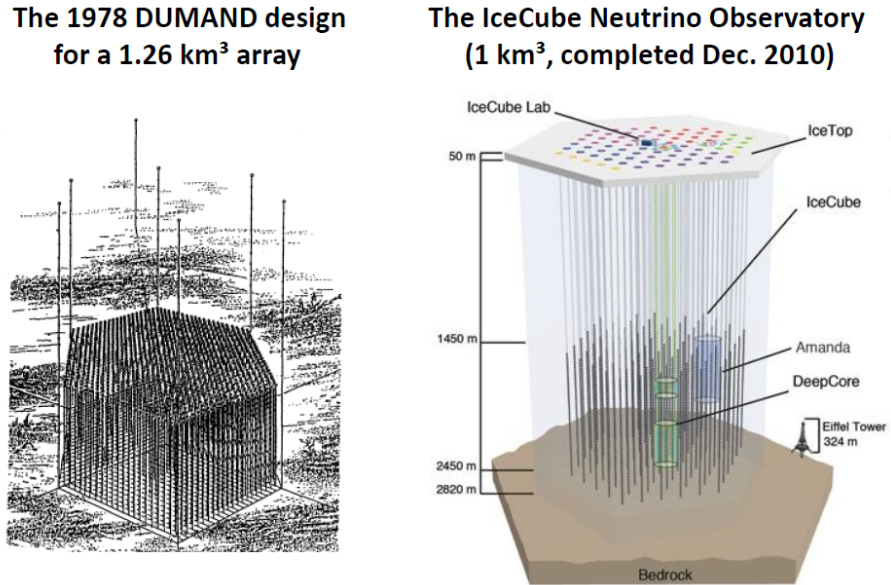 The 1978 DUMAND design
for a 1.26 km³ array
The IceCube Neutrino Observatory
(1 km³, completed Dec. 2010)
IceCube Lab
IceTop
50 m
IceCube
1450 m
Amanda
DeepCore
Eiffel Tower
324 m
2450 m
2820 m
Bedrock